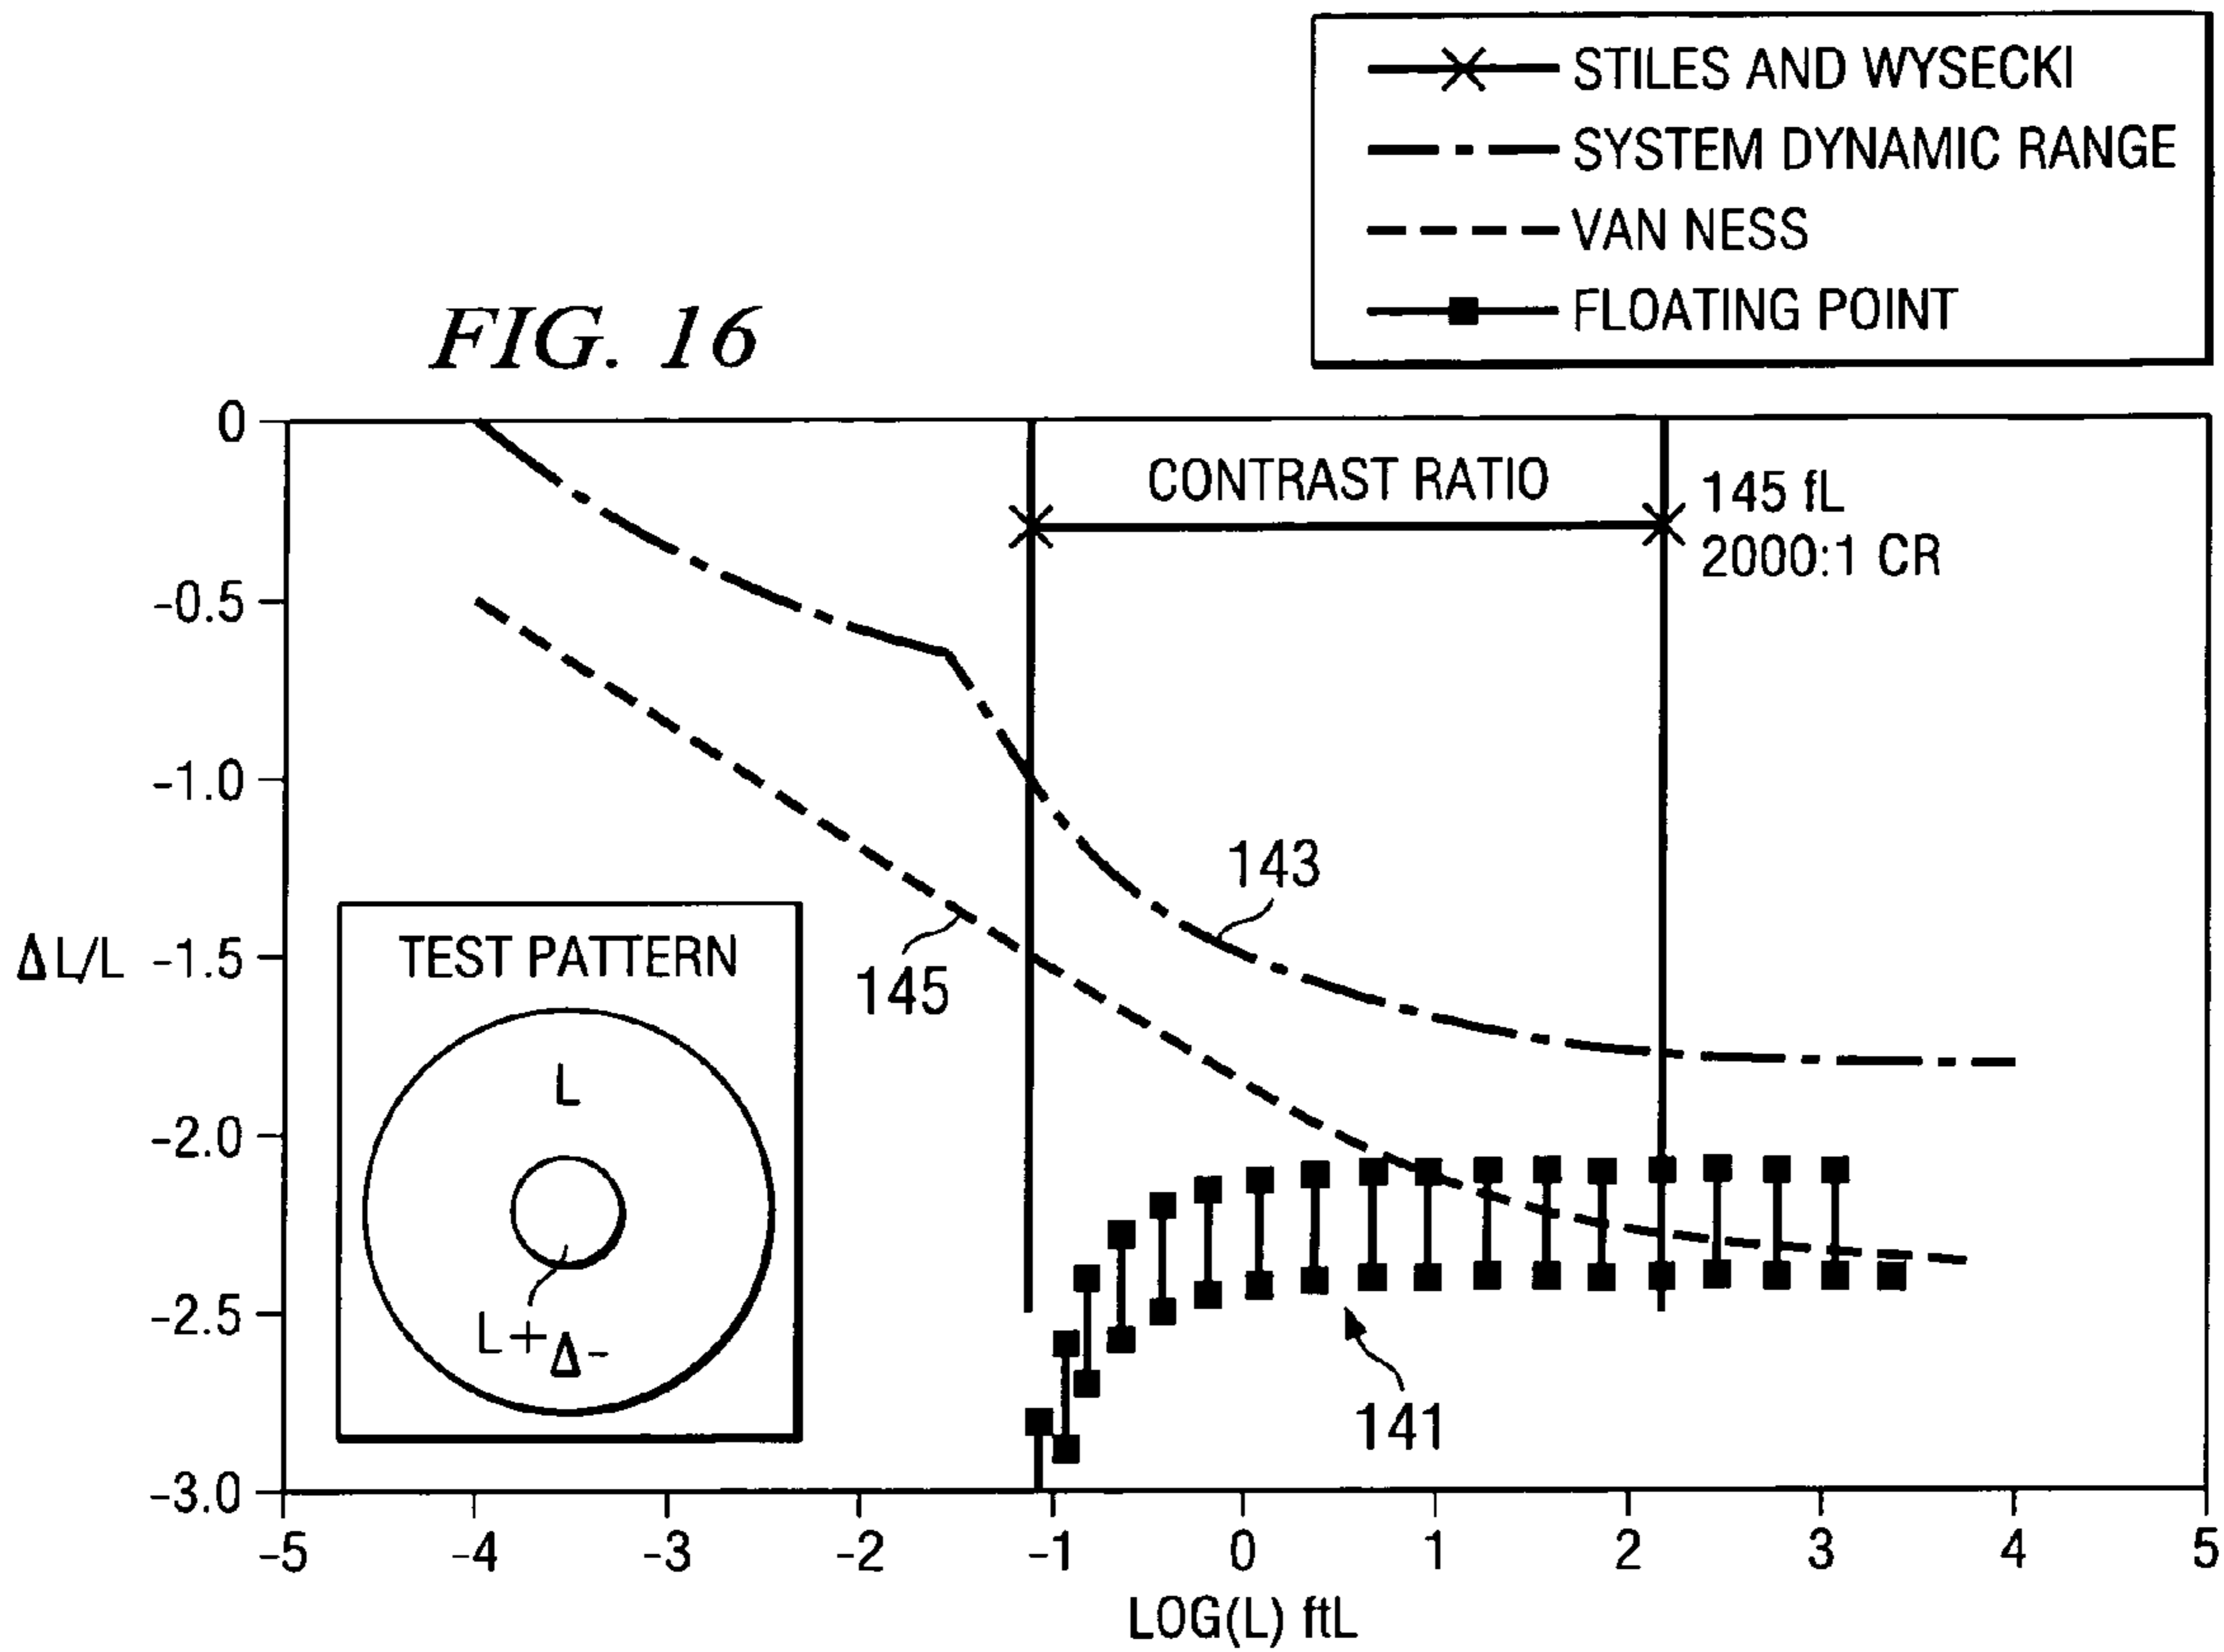 STILES AND WYSECKI
SYSTEM DYNAMIC RANGE
VAN NESS
FLOATING POINT
FIG. 16
0
-0.5
-1.0
-1.5
-2.0
-2.5
-3.0
ΔL/L
CONTRAST RATIO
145 fL
2000:1 CR
143
145
141
TEST PATTERN
L
L+Δ-
-5 -4 -3 -2 -1 0 1 2 3 4 5
LOG(L) ftL